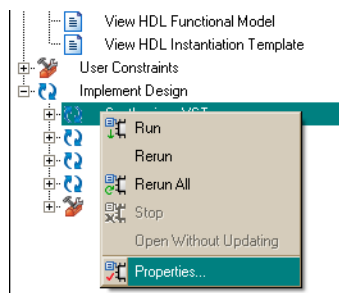 View HDL Functional Model
View HDL Instantiation Template
User Constraints
Implement Design
Run
Rerun
Rerun All
Stop
Open Without Updating
Properties...